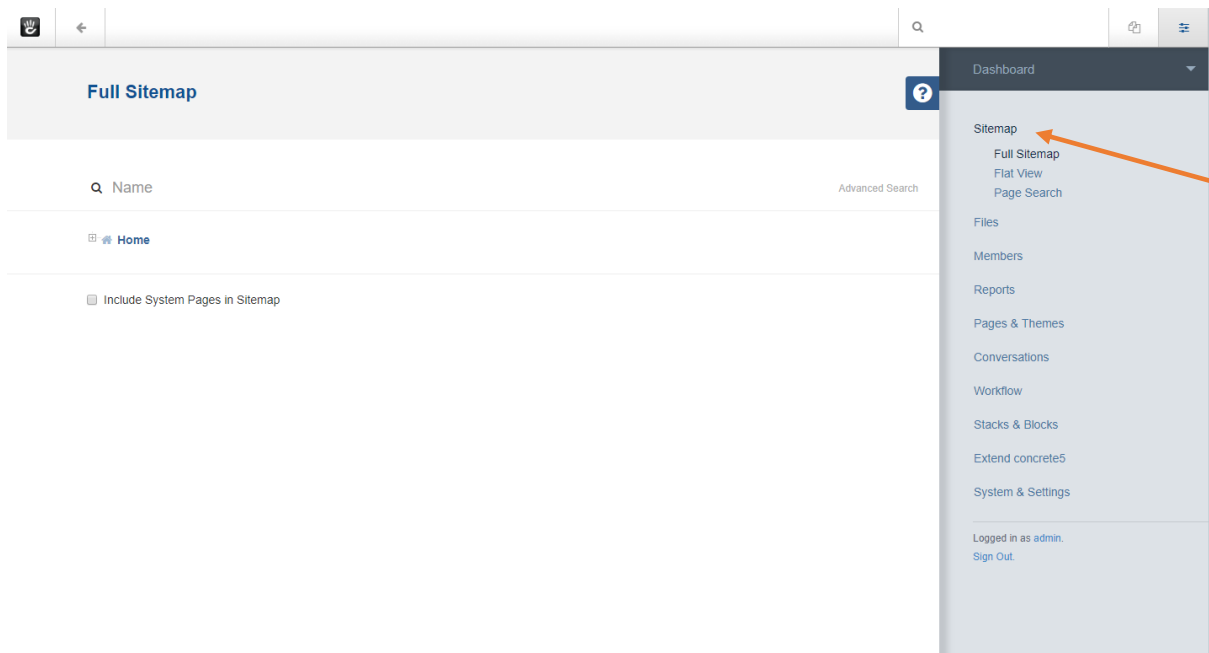 Dashboard
Full Sitemap
?
Name
Advanced Search
Home
Include System Pages in Sitemap
Sitemap
Full Sitemap
Flat View
Page Search
Files
Members
Reports
Pages & Themes
Conversations
Workflow
Stacks & Blocks
Extend concrete5
System & Settings
Logged in as admin.
Sign Out.